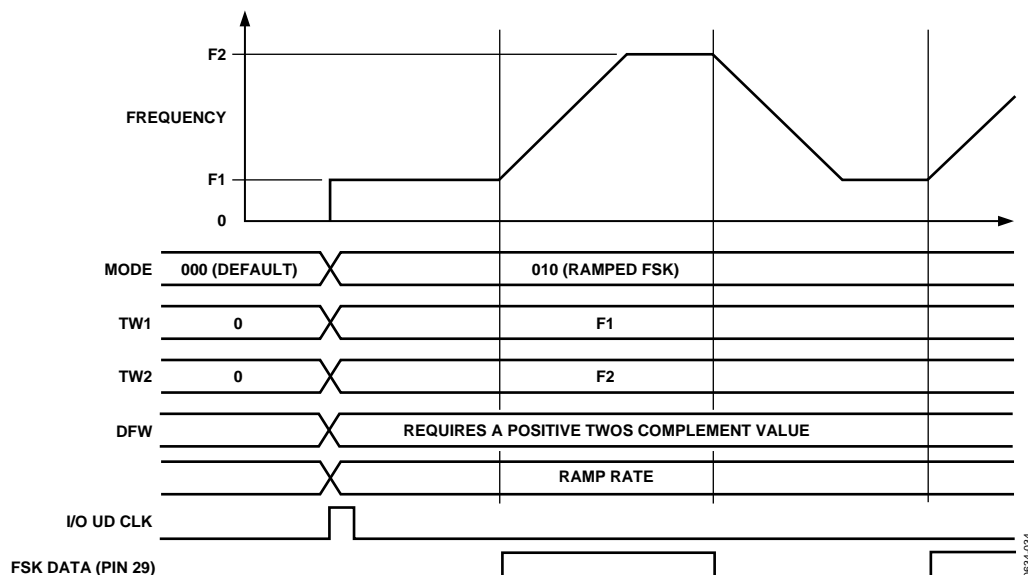 F2
FREQUENCY
F1
0
MODE 000 (DEFAULT) 010 (RAMPED FSK)
TW1 0 F1
TW2 0 F2
DFW REQUIRES A POSITIVE TWOS COMPLEMENT VALUE
RAMP RATE
I/O UD CLK
FSK DATA (PIN 29)